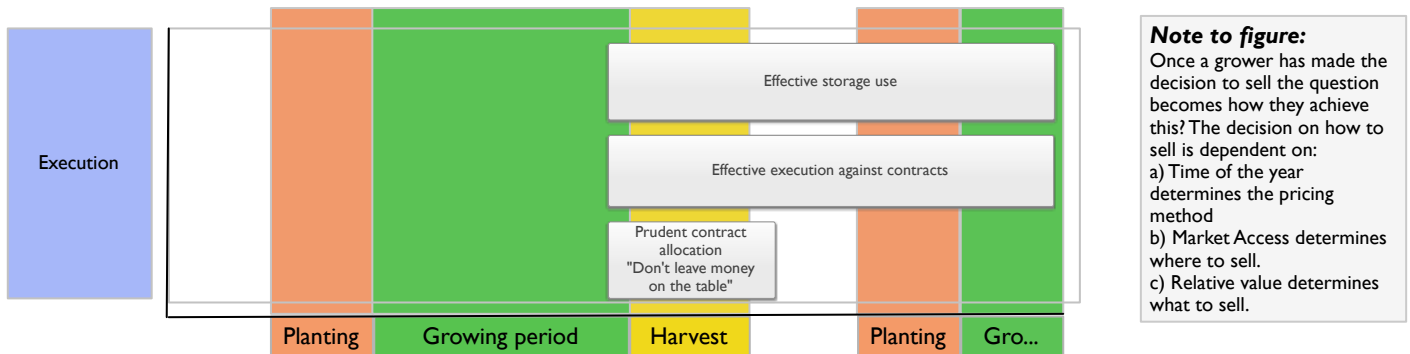 Execution
Effective storage use
Effective execution against contracts
Prudent contract
allocation
"Don't leave money
on the table"
Planting
Growing period
Harvest
Planting
Gro...
Note to figure:
Once a grower has made the
decision to sell the question
becomes how they achieve
this? The decision on how to
sell is dependent on:
a) Time of the year
determines the pricing
method
b) Market Access determines
where to sell.
c) Relative value determines
what to sell.